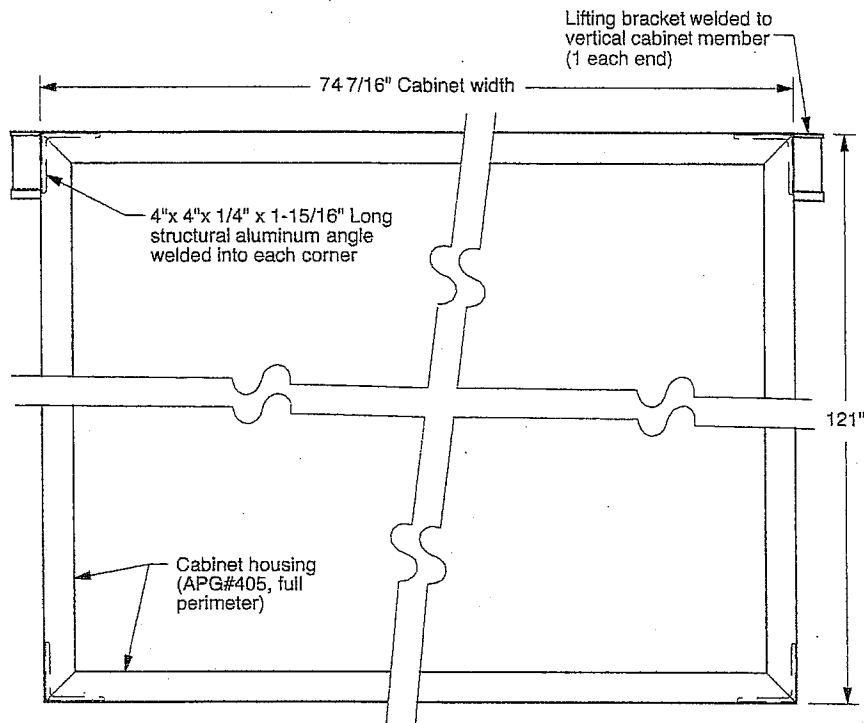 Lifting bracket welded to
vertical cabinet member
(1 each end)
74 7/16" Cabinet width
4"x 4"x 1/4" x 1-15/16" Long
structural aluminum angle
welded into each corner
121"
Cabinet housing
(APG#405, full
perimeter)